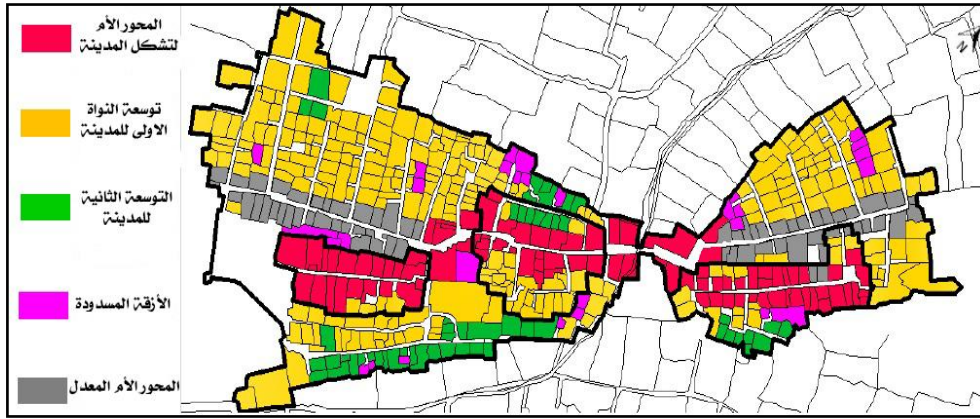 المحور الأم
لتشكل المدينة
توسعة النواة
الاولى للمدينة
التوسعة الثانية
للمدينة
الأزقة المسدودة
المحور الأم المعدل